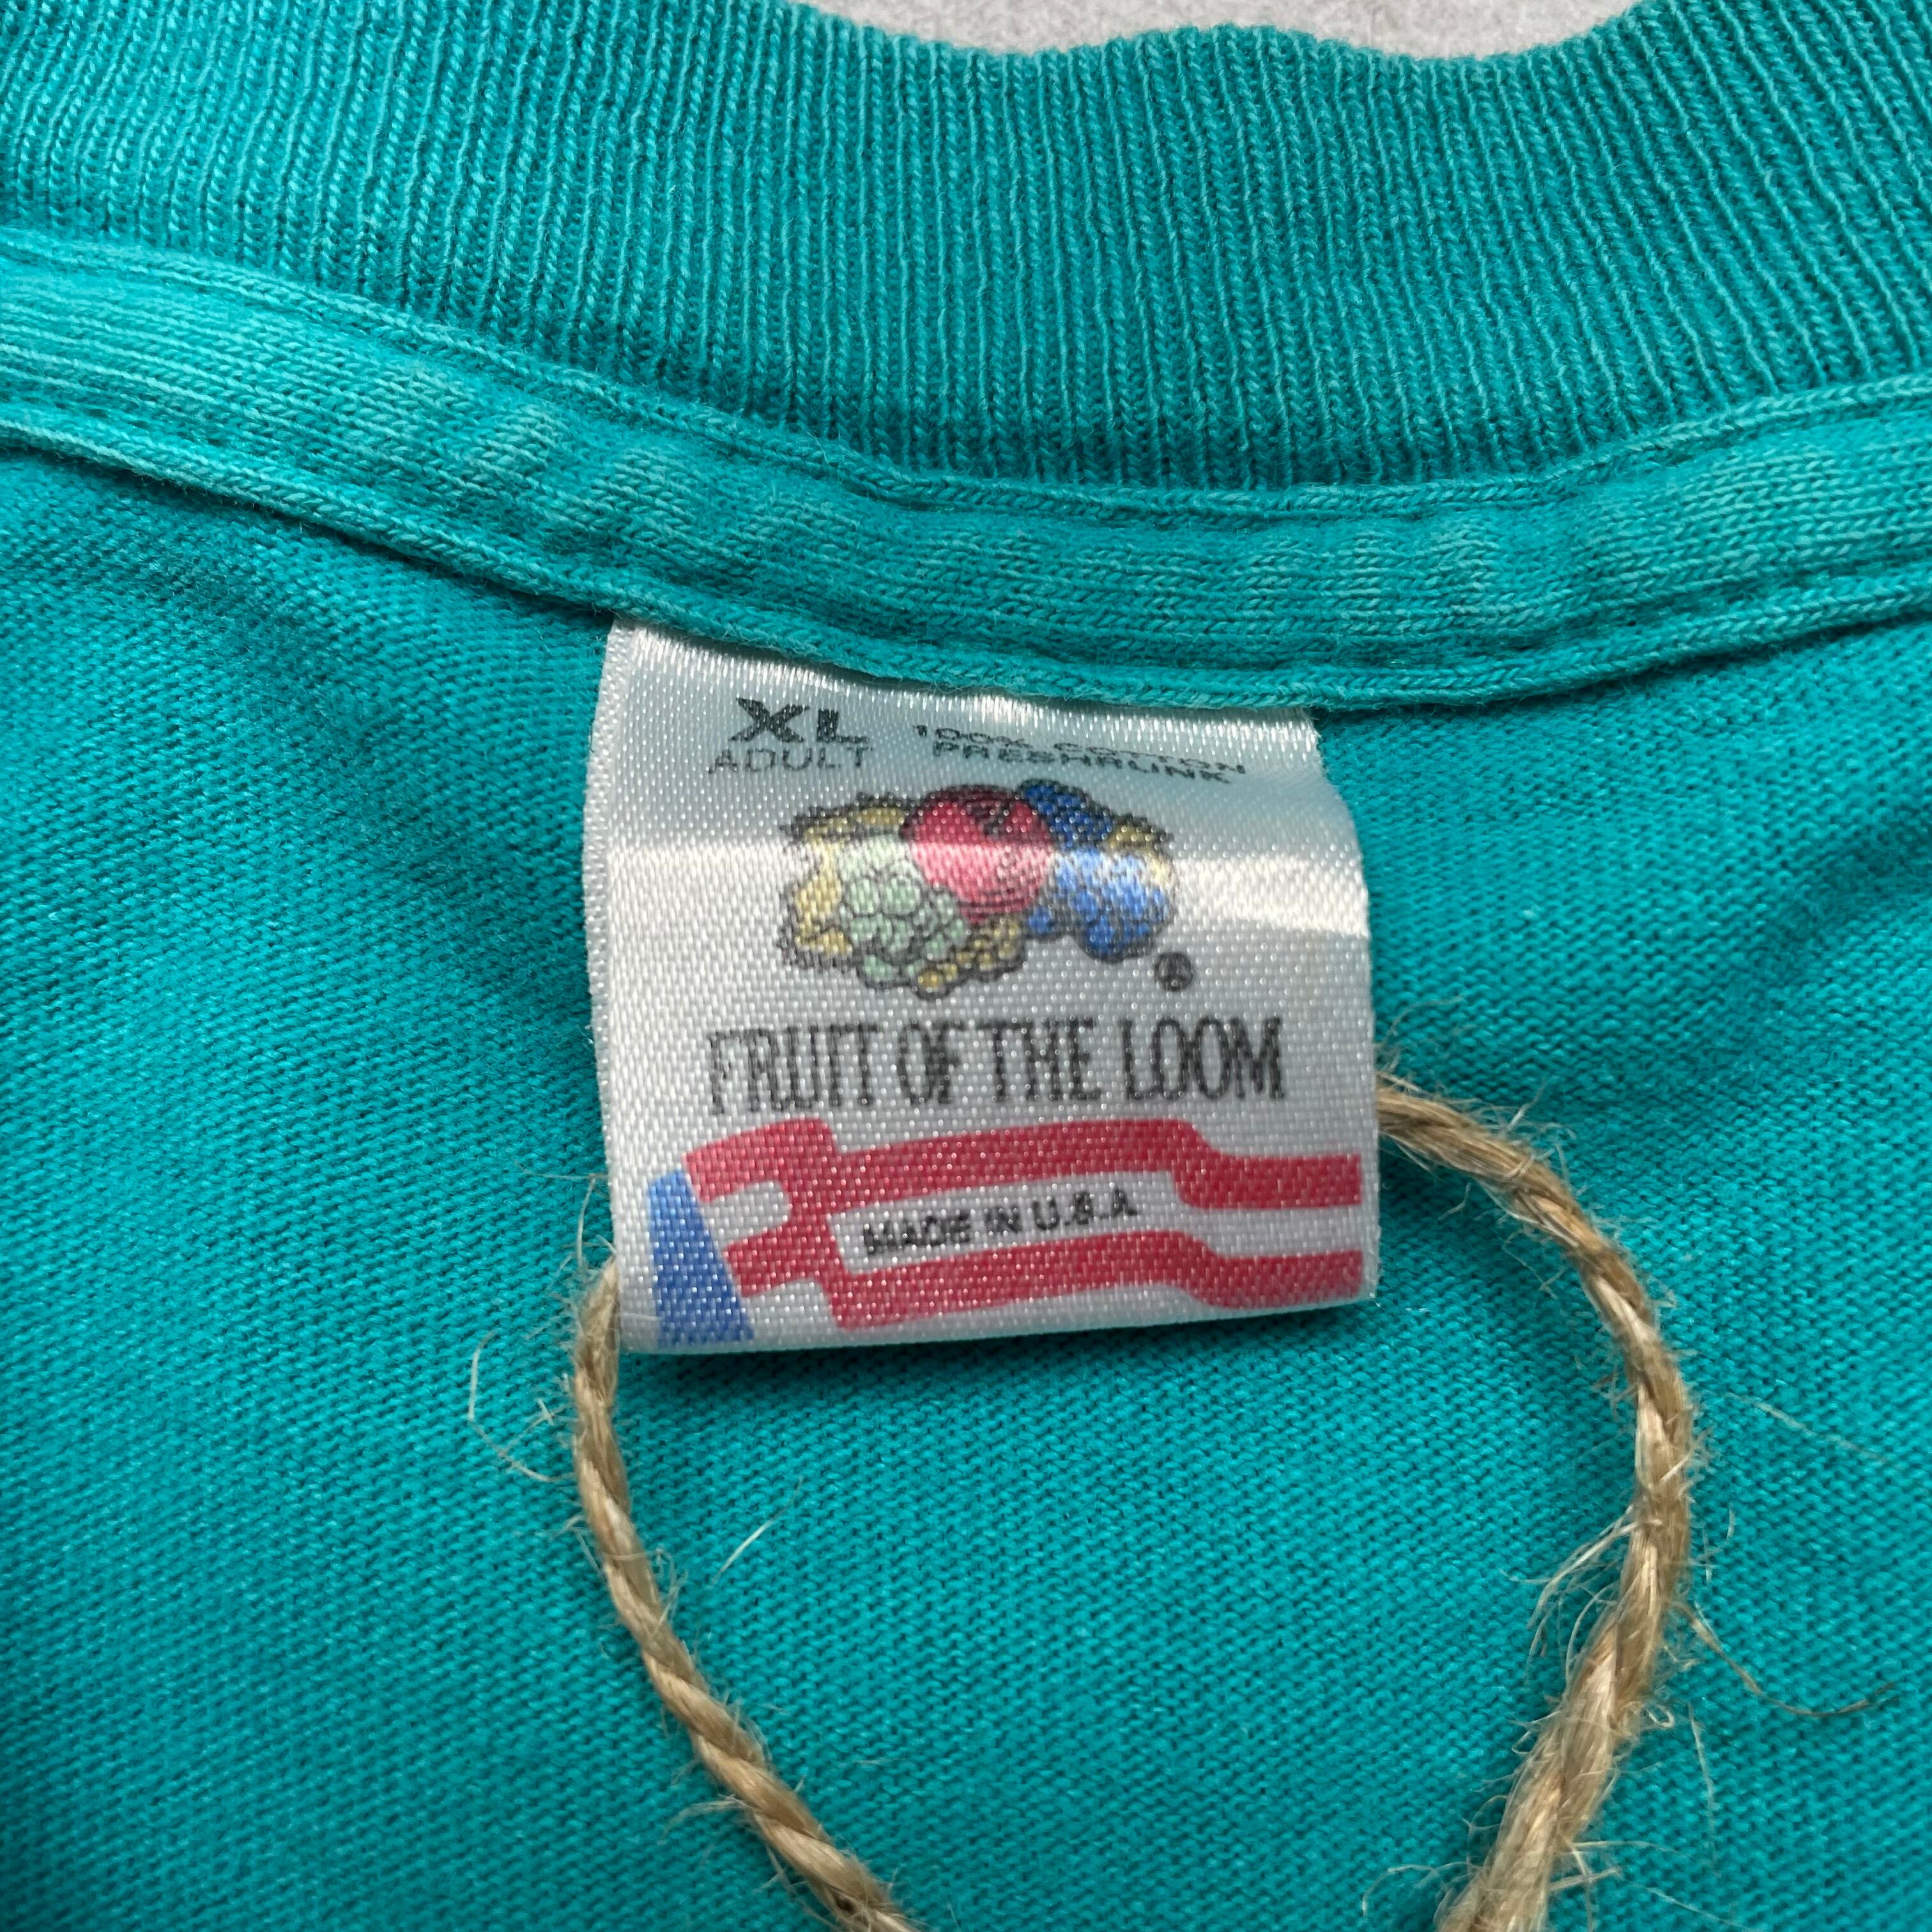 XL 100% COTTON
ADULT PRESHRUNK
®
FRUIT OF THE LOOM
MADE IN U.S.A.